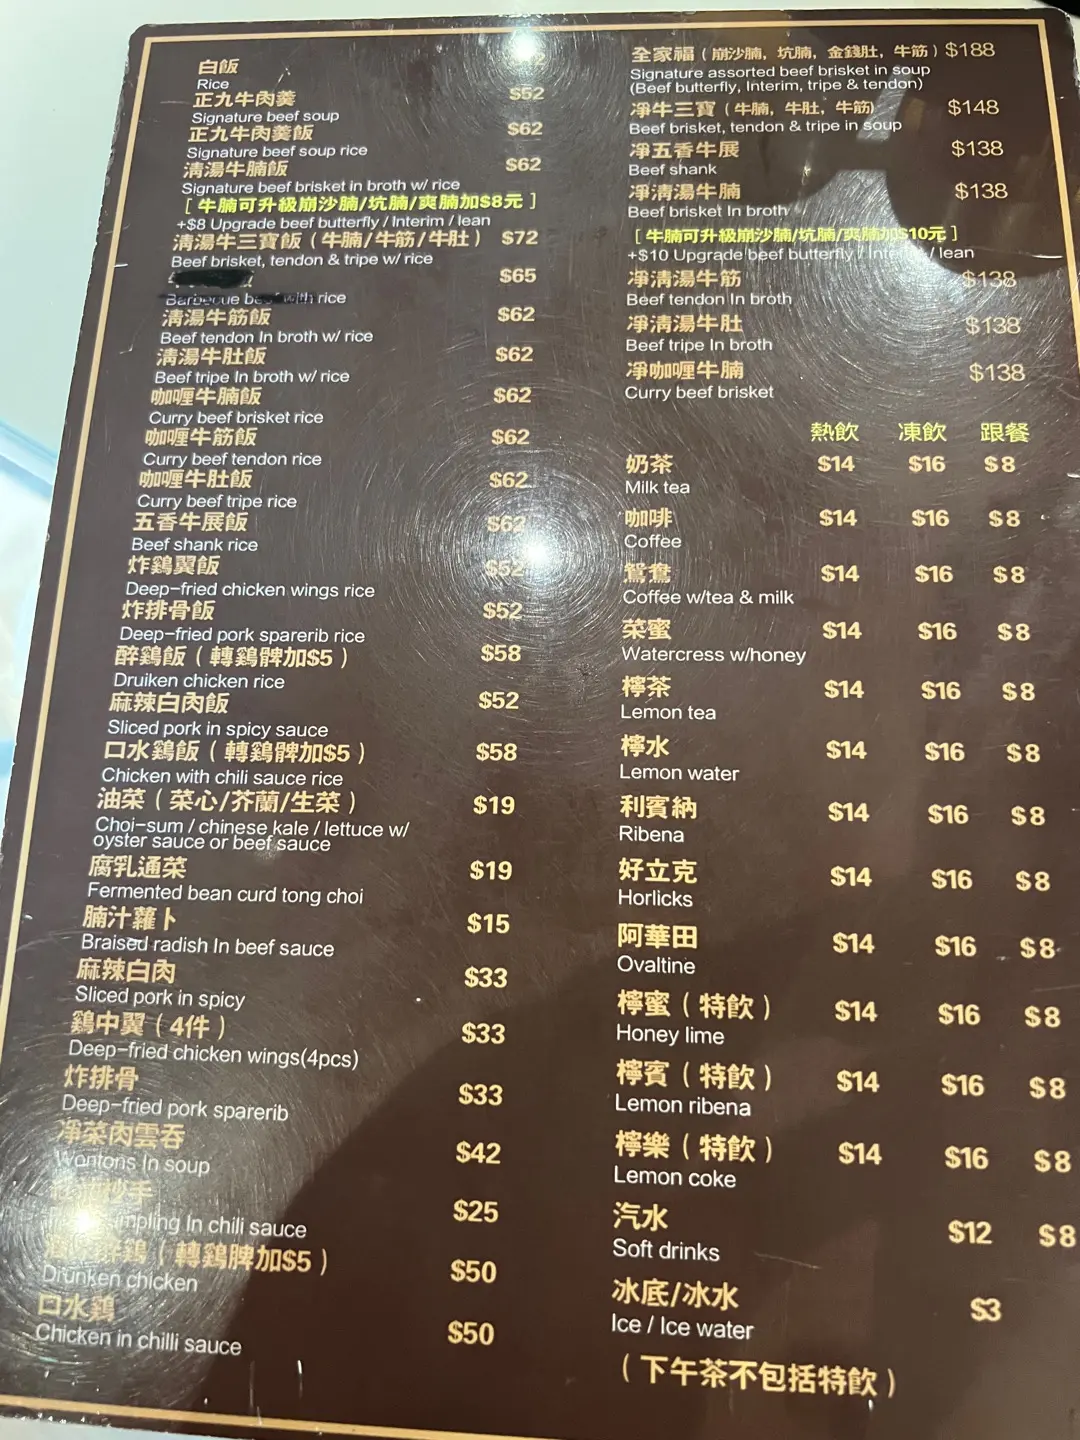 白飯
Rice
正九牛肉羹 $52
Signature beef soup
正九牛肉羹飯 $62
Signature beef soup rice
清湯牛腩飯 $62
Signature beef brisket in broth w/ rice
[ 牛腩可升級崩沙腩/坑腩/爽腩加$8元 ]
+$8 Upgrade beef butterfly / Interim / lean
清湯牛三寶飯 ( 牛腩/牛筋/牛肚 ) $72
Beef brisket, tendon & tripe w/ rice
$65
Barbecue with rice
清湯牛筋飯 $62
Beef tendon In broth w/ rice
清湯牛肚飯 $62
Beef tripe In broth w/ rice
咖喱牛腩飯 $62
Curry beef brisket rice
咖喱牛筋飯 $62
Curry beef tendon rice
咖喱牛肚飯 $62
Curry beef tripe rice
五香牛展飯 $62
Beef shank rice
炸鷄翼飯 $52
Deep-fried chicken wings rice
炸排骨飯 $52
Deep-fried pork sparerib rice
醉鷄飯 ( 轉鷄髀加$5 ) $58
Druiken chicken rice
麻辣白肉飯 $52
Sliced pork in spicy sauce
口水鷄飯 ( 轉鷄髀加$5 ) $58
Chicken with chili sauce rice
油菜 ( 菜心/芥蘭/生菜 ) $19
Choi-sum / chinese kale / lettuce w/
oyster sauce or beef sauce
腐乳通菜 $19
Fermented bean curd tong choi
腩汁蘿卜 $15
Braised radish In beef sauce
麻辣白肉 $33
Sliced pork in spicy
鷄中翼 ( 4件 ) $33
Deep-fried chicken wings(4pcs)
炸排骨 $33
Deep-fried pork sparerib
淨菜肉雲吞 $42
Wontons In soup
抄手 $25
In chili sauce
鷄 ( 轉鷄髀加$5 ) $50
Drunken chicken
口水鷄 $50
Chicken in chilli sauce
全家福 ( 崩沙腩, 坑腩, 金錢肚, 牛筋 ) $188
Signature assorted beef brisket in soup
(Beef butterfly, Interim, tripe & tendon)
凈牛三寶 ( 牛腩, 牛肚, 牛筋) $148
Beef brisket, tendon & tripe in soup
凈五香牛展 $138
Beef shank
凈清湯牛腩 $138
Beef brisket In broth
[ 牛腩可升級崩沙腩/坑腩/爽腩加$10元 ]
+$10 Upgrade beef butterfly / / lean
凈清湯牛筋 $138
Beef tendon In broth
凈清湯牛肚 $138
Beef tripe In broth
凈咖喱牛腩 $138
Curry beef brisket
熱飲 凍飲 跟餐
奶茶 $14 $16 $8
Milk tea
咖啡 $14 $16 $8
Coffee
鴛鴦 $14 $16 $8
Coffee w/tea & milk
菜蜜 $14 $16 $8
Watercress w/honey
檸茶 $14 $16 $8
Lemon tea
檸水 $14 $16 $8
Lemon water
利賓納 $14 $16 $8
Ribena
好立克 $14 $16 $8
Horlicks
阿華田 $14 $16 $8
Ovaltine
檸蜜 ( 特飲 ) $14 $16 $8
Honey lime
檸賓 ( 特飲 ) $14 $16 $8
Lemon ribena
檸樂 ( 特飲 ) $14 $16 $8
Lemon coke
汽水 $12 $8
Soft drinks
冰底/冰水 $3
Ice / Ice water
( 下午茶不包括特飲 )